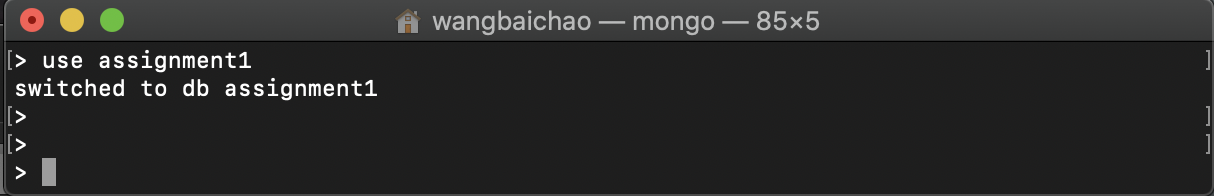 wangbaichao — mongo — 85×5
[> use assignment1 ]
switched to db assignment1
[> ]
[> ]
>